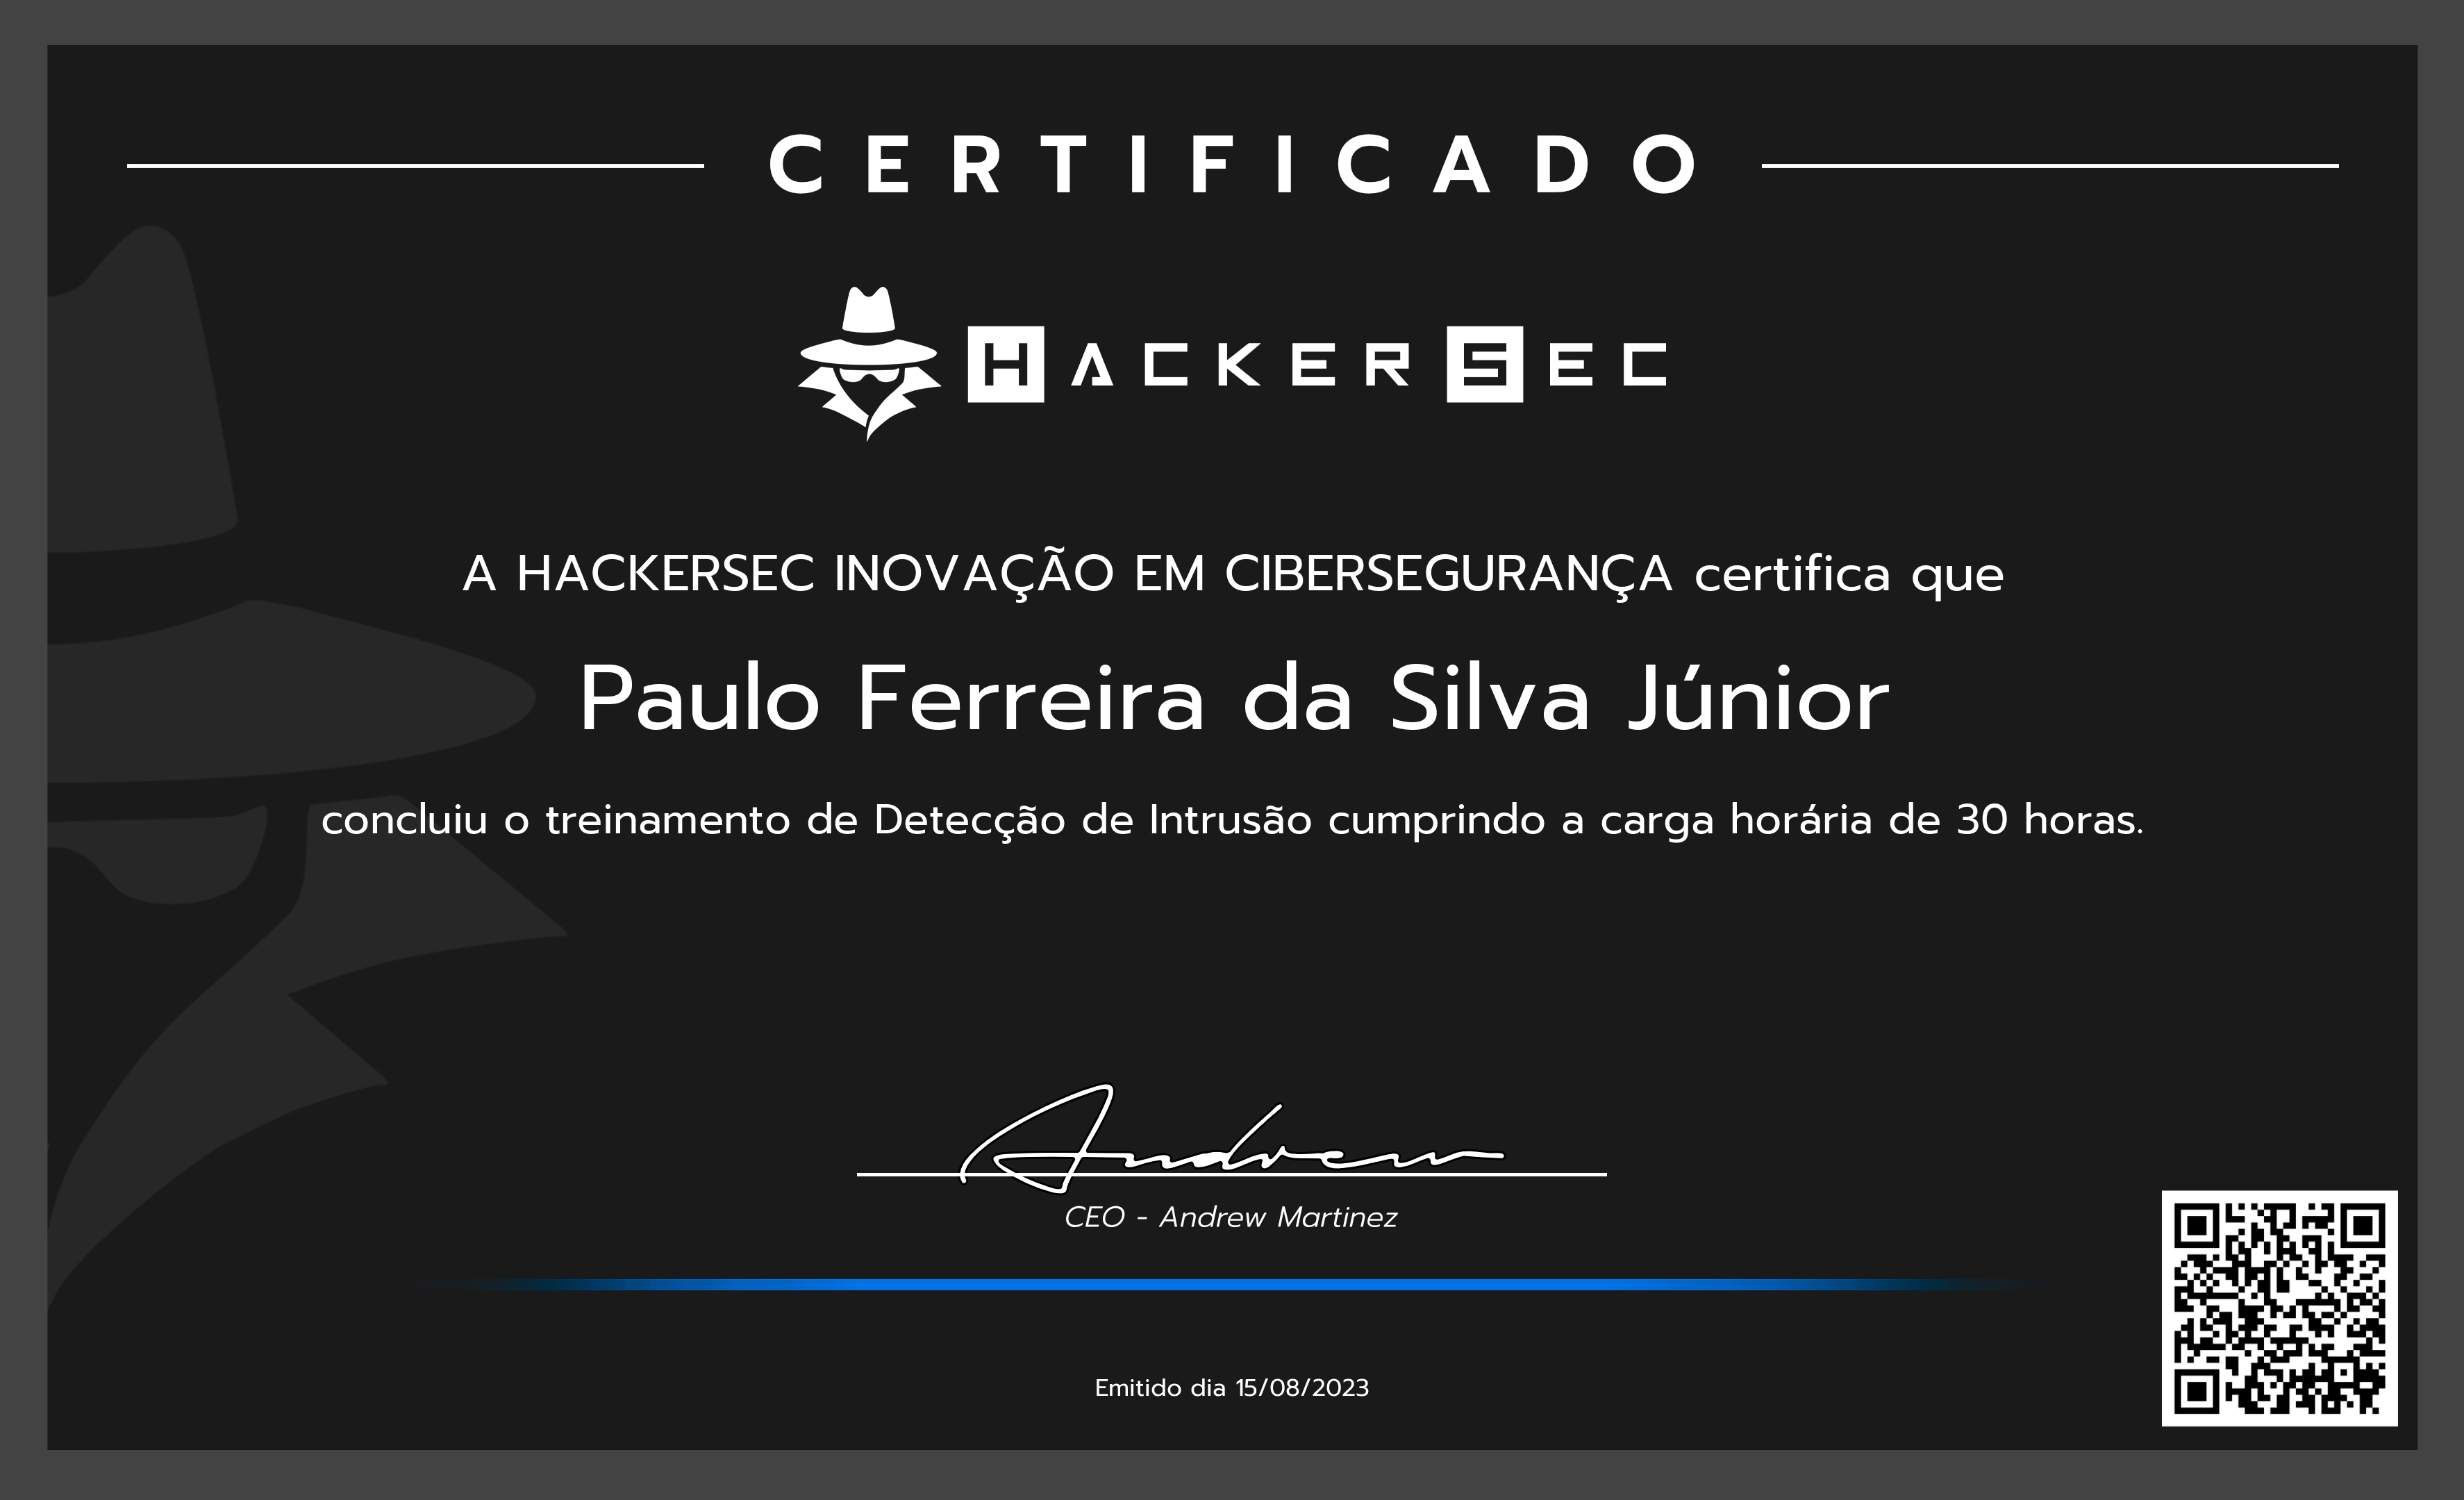 CERTIFICADO
HACKERSEC
A HACKERSEC INOVAÇÃO EM CIBERSEGURANÇA certifica que
Paulo Ferreira da Silva Júnior
concluiu o treinamento de Detecção de Intrusão cumprindo a carga horária de 30 horas.
Andrew
CEO - Andrew Martinez
Emitido dia 15/08/2023